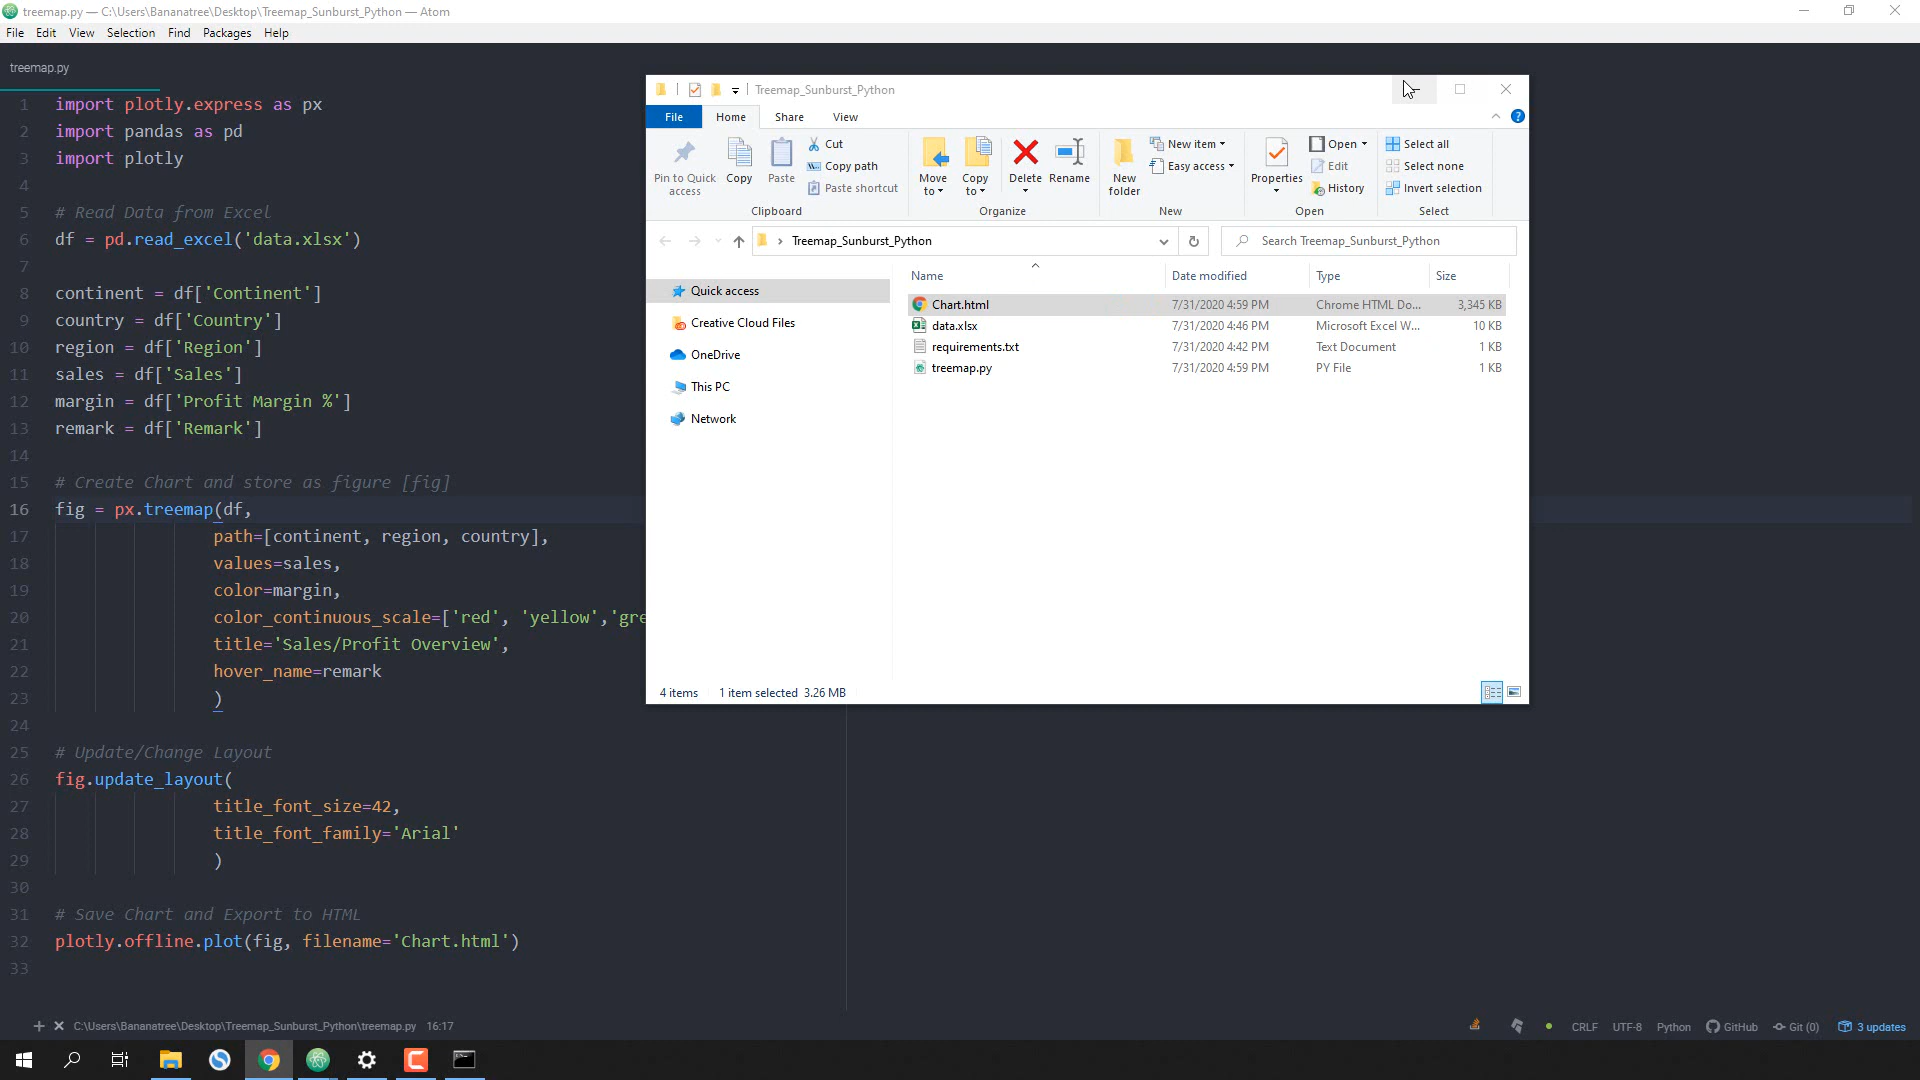 treemap.py — C:\Users\Bananatree\Desktop\Treemap_Sunburst_Python — Atom
File Edit View Selection Find Packages Help
treemap.py
1 import plotly.express as px
2 import pandas as pd
3 import plotly
4
5 # Read Data from Excel
6 df = pd.read_excel('data.xlsx')
7
8 continent = df['Continent']
9 country = df['Country']
10 region = df['Region']
11 sales = df['Sales']
12 margin = df['Profit Margin %']
13 remark = df['Remark']
14
15 # Create Chart and store as figure [fig]
16 fig = px.treemap(df,
17 path=[continent, region, country],
18 values=sales,
19 color=margin,
20 color_continuous_scale=['red', 'yellow','gre
21 title='Sales/Profit Overview',
22 hover_name=remark
23 )
24
25 # Update/Change Layout
26 fig.update_layout(
27 title_font_size=42,
28 title_font_family='Arial'
29 )
30
31 # Save Chart and Export to HTML
32 plotly.offline.plot(fig, filename='Chart.html')
33
Treemap_Sunburst_Python
File Home Share View
Pin to Quick access
Copy
Paste
Cut
Copy path
Paste shortcut
Clipboard
Move to
Copy to
Delete
Rename
Organize
New folder
New item
Easy access
New
Properties
Open
Edit
History
Open
Select all
Select none
Invert selection
Select
Treemap_Sunburst_Python
Search Treemap_Sunburst_Python
Quick access
Creative Cloud Files
OneDrive
This PC
Network
Name Date modified Type Size
Chart.html 7/31/2020 4:59 PM Chrome HTML Do... 3,345 KB
data.xlsx 7/31/2020 4:46 PM Microsoft Excel W... 10 KB
requirements.txt 7/31/2020 4:42 PM Text Document 1 KB
treemap.py 7/31/2020 4:59 PM PY File 1 KB
4 items 1 item selected 3.26 MB
C:\Users\Bananatree\Desktop\Treemap_Sunburst_Python\treemap.py 16:17
CRLF UTF-8 Python GitHub Git (0) 3 updates